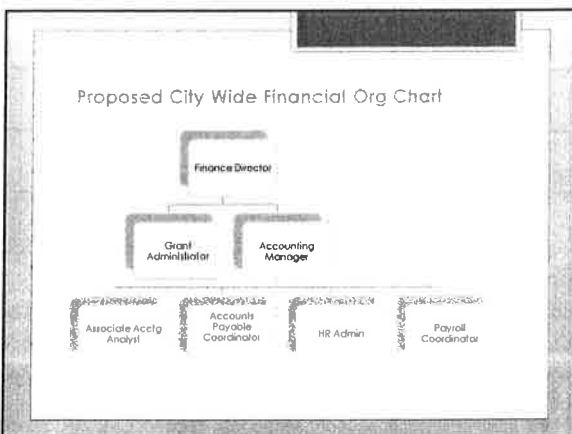 Proposed City Wide Financial Org Chart
Finance Director
Grant
Administrator
Accounting
Manager
Associate Acctg
Analyst
Accounts
Payable
Coordinator
HR Admin
Payroll
Coordinator